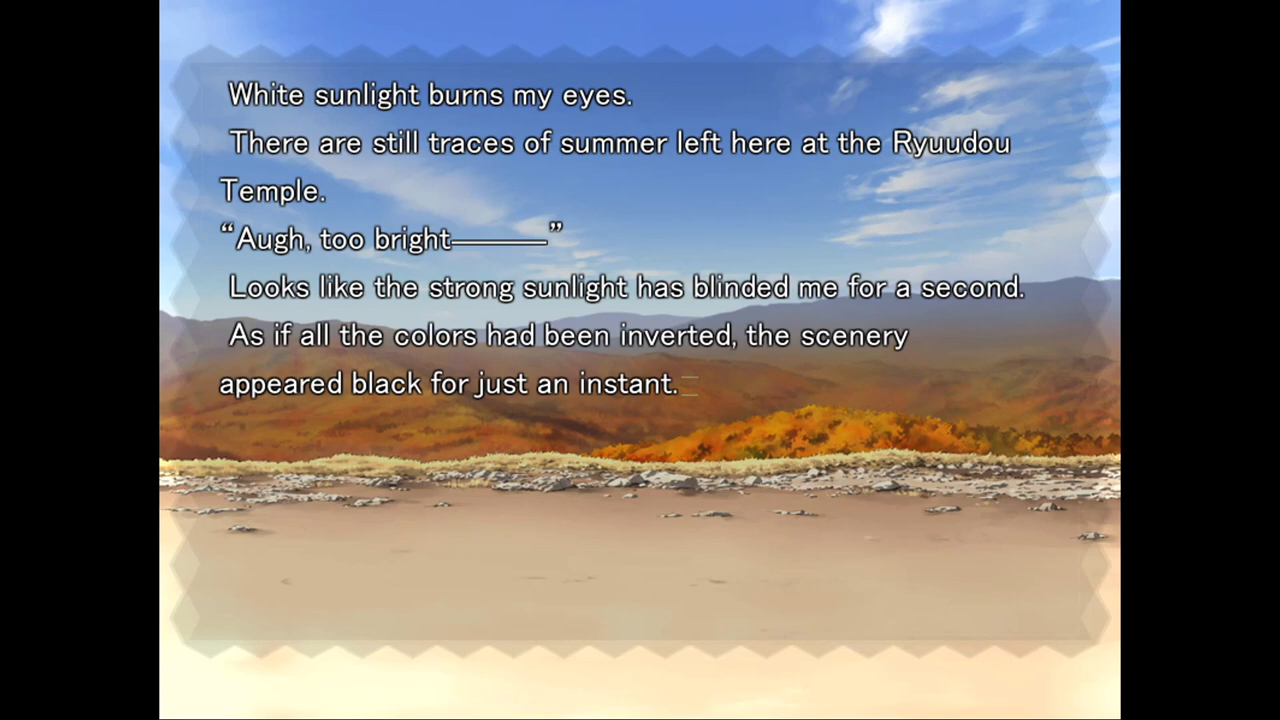 White sunlight burns my eyes.
There are still traces of summer left here at the Ryuudou
Temple.
“Augh, too bright――――”
Looks like the strong sunlight has blinded me for a second.
As if all the colors had been inverted, the scenery
appeared black for just an instant.